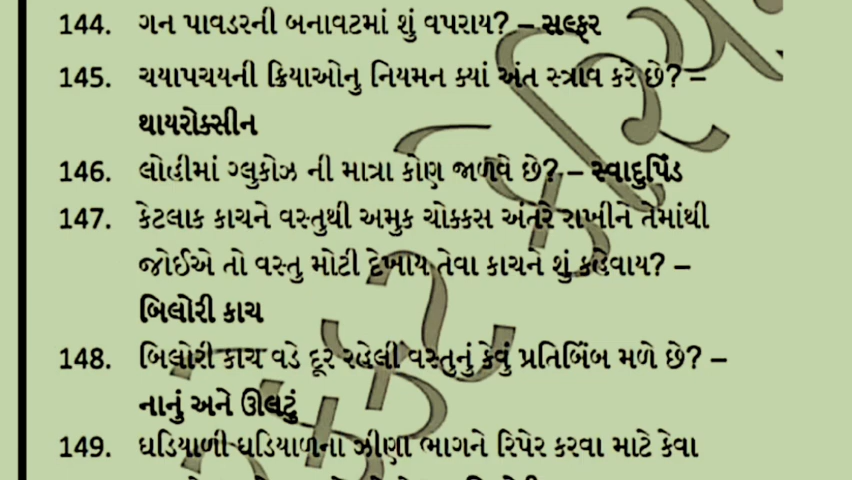 144. ગન પાવડરની બનાવટમાં શું વપરાય? – સલ્ફર
145. ચયાપચયની ક્રિયાઓનુ નિયમન ક્યાં અંત સ્ત્રાવ કરે છે? –
થાયરોક્સીન
146. લોહીમાં ગ્લુકોઝ ની માત્રા કોણ જાળવે છે? – સ્વાદુપિંડ
147. કેટલાક કાચને વસ્તુથી અમુક ચોક્કસ અંતરે રાખીને તેમાંથી
જોઈએ તો વસ્તુ મોટી દેખાય તેવા કાચને શું કહેવાય? –
બિલોરી કાચ
148. બિલોરી કાચ વડે દૂર રહેલી વસ્તુનું કેવું પ્રતિબિંબ મળે છે? –
નાનું અને ઊલટું
149. ઘડિયાળી ઘડિયાળના ઝીણા ભાગને રિપેર કરવા માટે કેવા